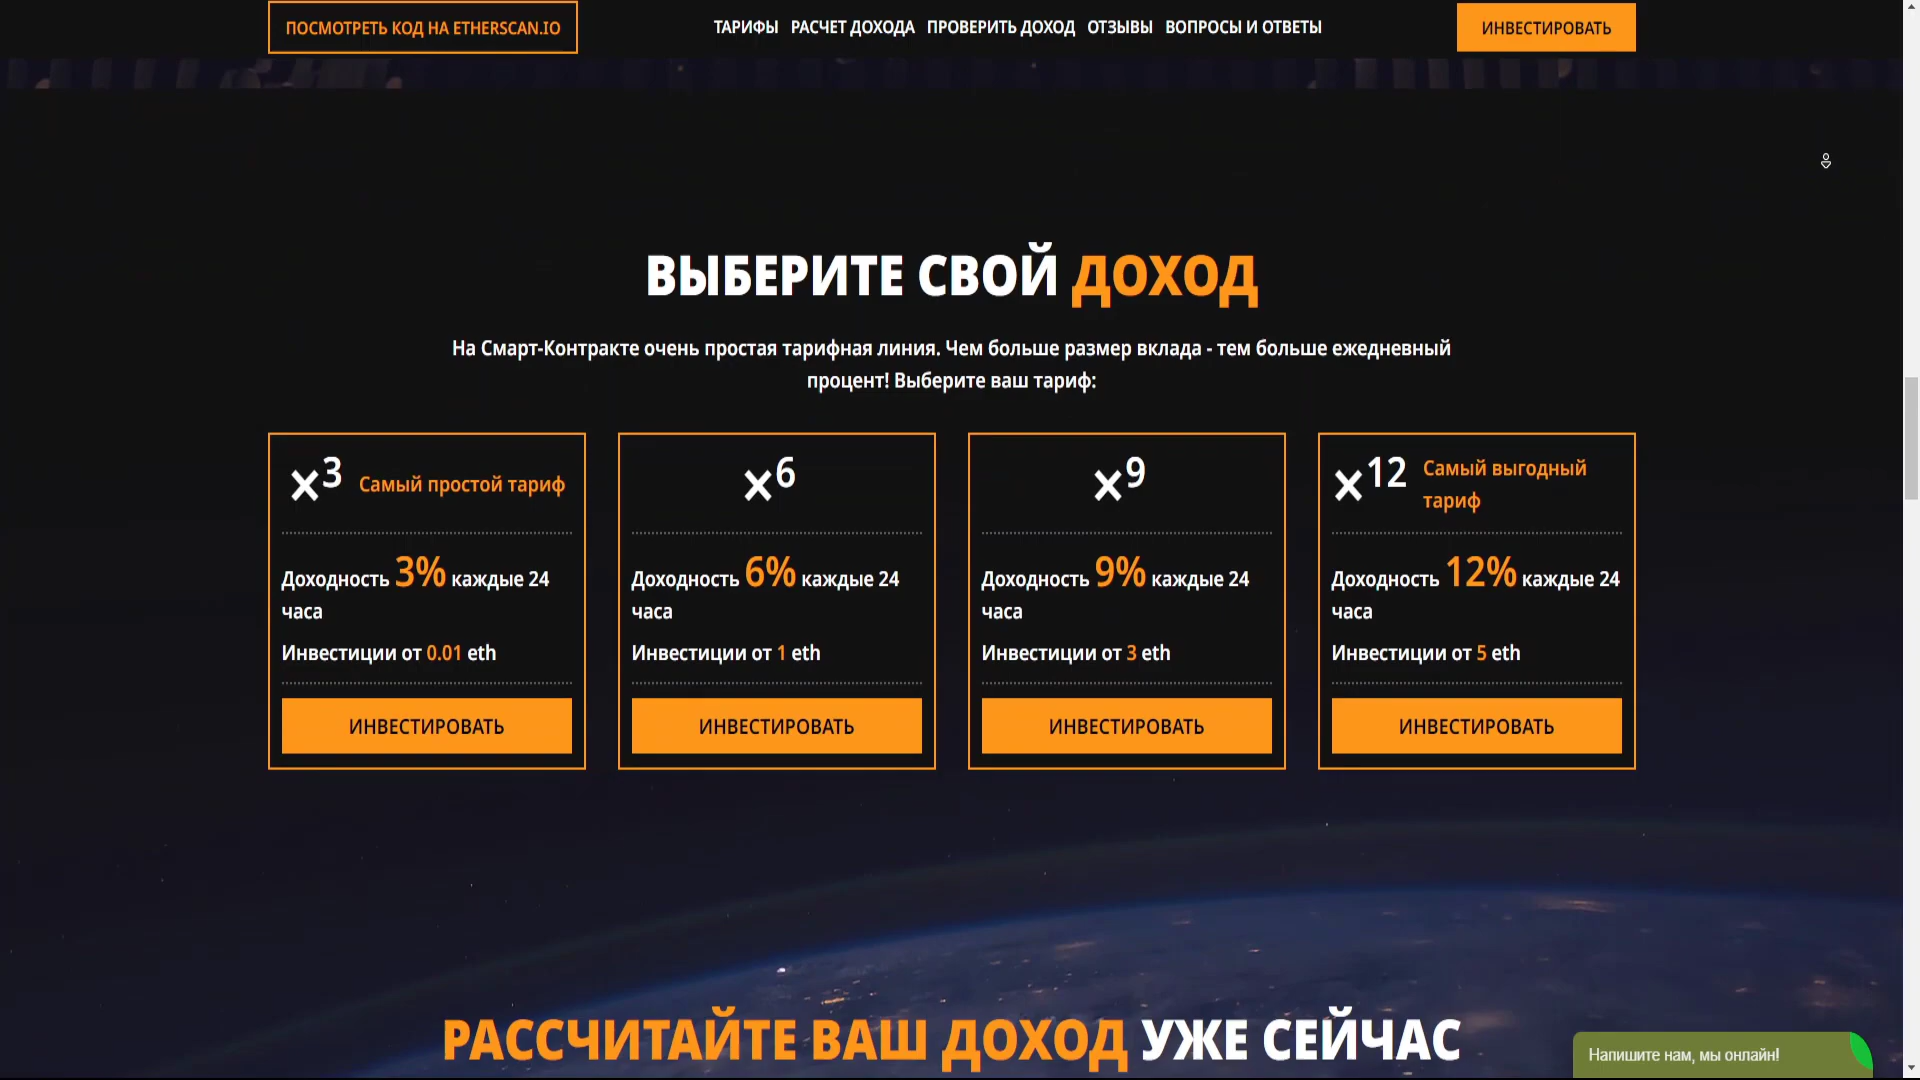 ПОСМОТРЕТЬ КОД НА ETHERSCAN.IO
ТАРИФЫ РАСЧЕТ ДОХОДА ПРОВЕРИТЬ ДОХОД ОТЗЫВЫ ВОПРОСЫ И ОТВЕТЫ
ИНВЕСТИРОВАТЬ
ВЫБЕРИТЕ СВОЙ ДОХОД
На Смарт-Контракте очень простая тарифная линия. Чем больше размер вклада - тем больше ежедневный
процент! Выберите ваш тариф:
×3 Самый простой тариф
Доходность 3% каждые 24
часа
Инвестиции от 0.01 eth
ИНВЕСТИРОВАТЬ
×6
Доходность 6% каждые 24
часа
Инвестиции от 1 eth
ИНВЕСТИРОВАТЬ
×9
Доходность 9% каждые 24
часа
Инвестиции от 3 eth
ИНВЕСТИРОВАТЬ
×12 Самый выгодный
тариф
Доходность 12% каждые 24
часа
Инвестиции от 5 eth
ИНВЕСТИРОВАТЬ
РАССЧИТАЙТЕ ВАШ ДОХОД УЖЕ СЕЙЧАС
Напишите нам, мы онлайн!